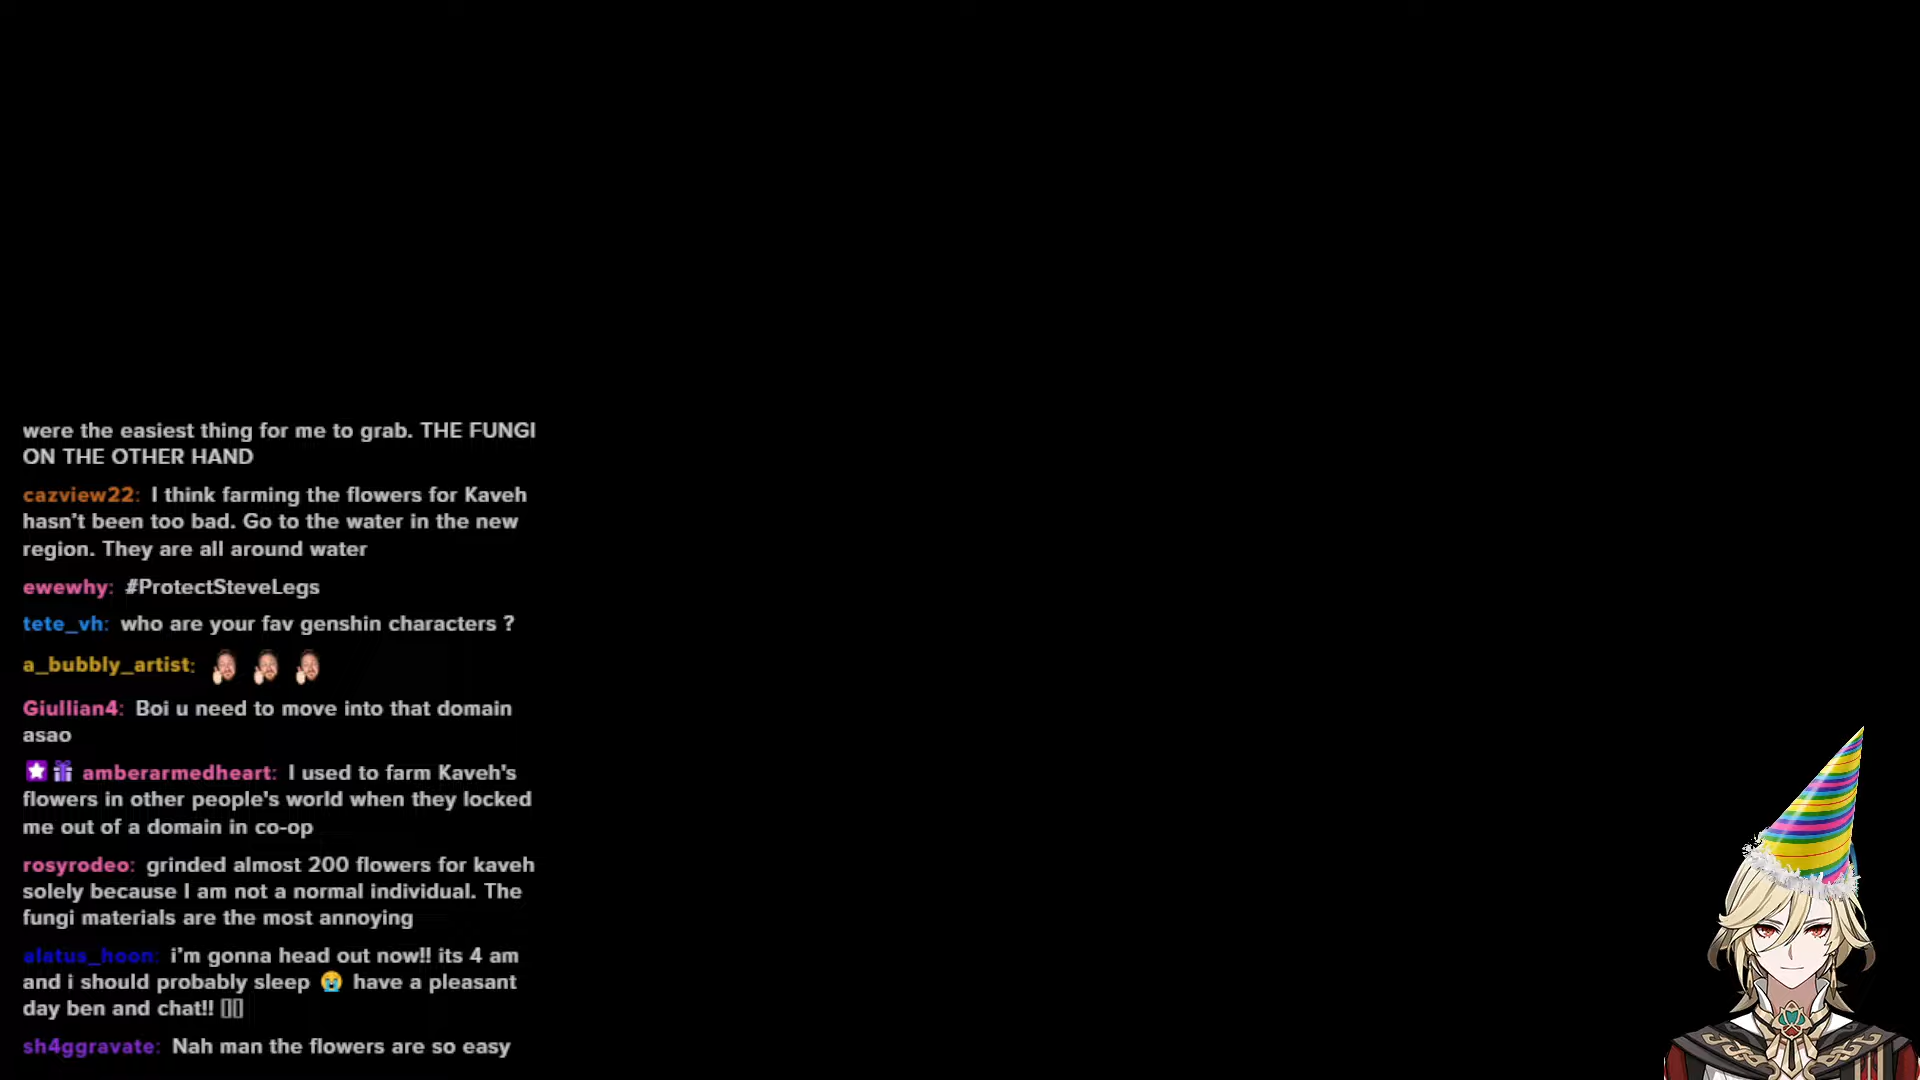 were the easiest thing for me to grab. THE FUNGI
ON THE OTHER HAND
cazview22: I think farming the flowers for Kaveh
hasn't been too bad. Go to the water in the new
region. They are all around water
ewewhy: #ProtectSteveLegs
tete_vh: who are your fav genshin characters ?
a_bubbly_artist:
Giullian4: Boi u need to move into that domain
asao
amberarmedheart: I used to farm Kaveh's
flowers in other people's world when they locked
me out of a domain in co-op
rosyrodeo: grinded almost 200 flowers for kaveh
solely because I am not a normal individual. The
fungi materials are the most annoying
alatus_hoon: i'm gonna head out now!! its 4 am
and i should probably sleep 😭 have a pleasant
day ben and chat!!
sh4ggravate: Nah man the flowers are so easy